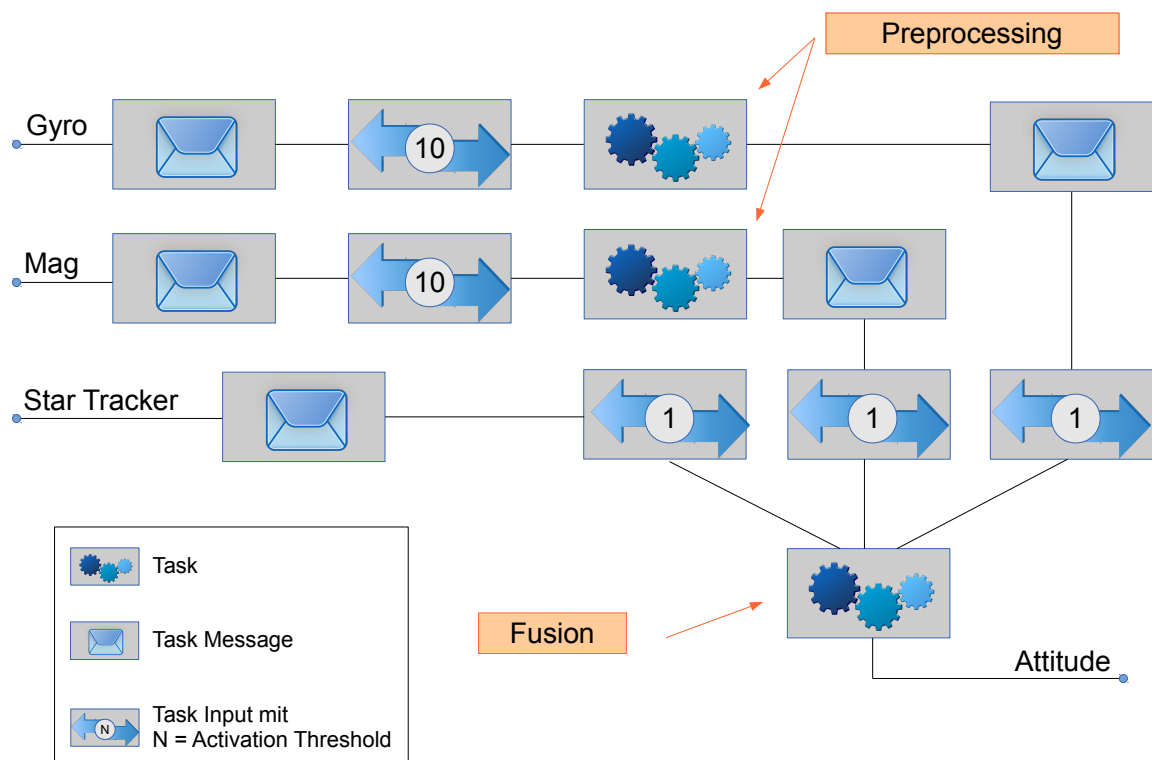 Preprocessing
Gyro
10
Mag
10
Star Tracker
1
1
1
Task
Fusion
Task Message
Attitude
N
Task Input mit
N = Activation Threshold